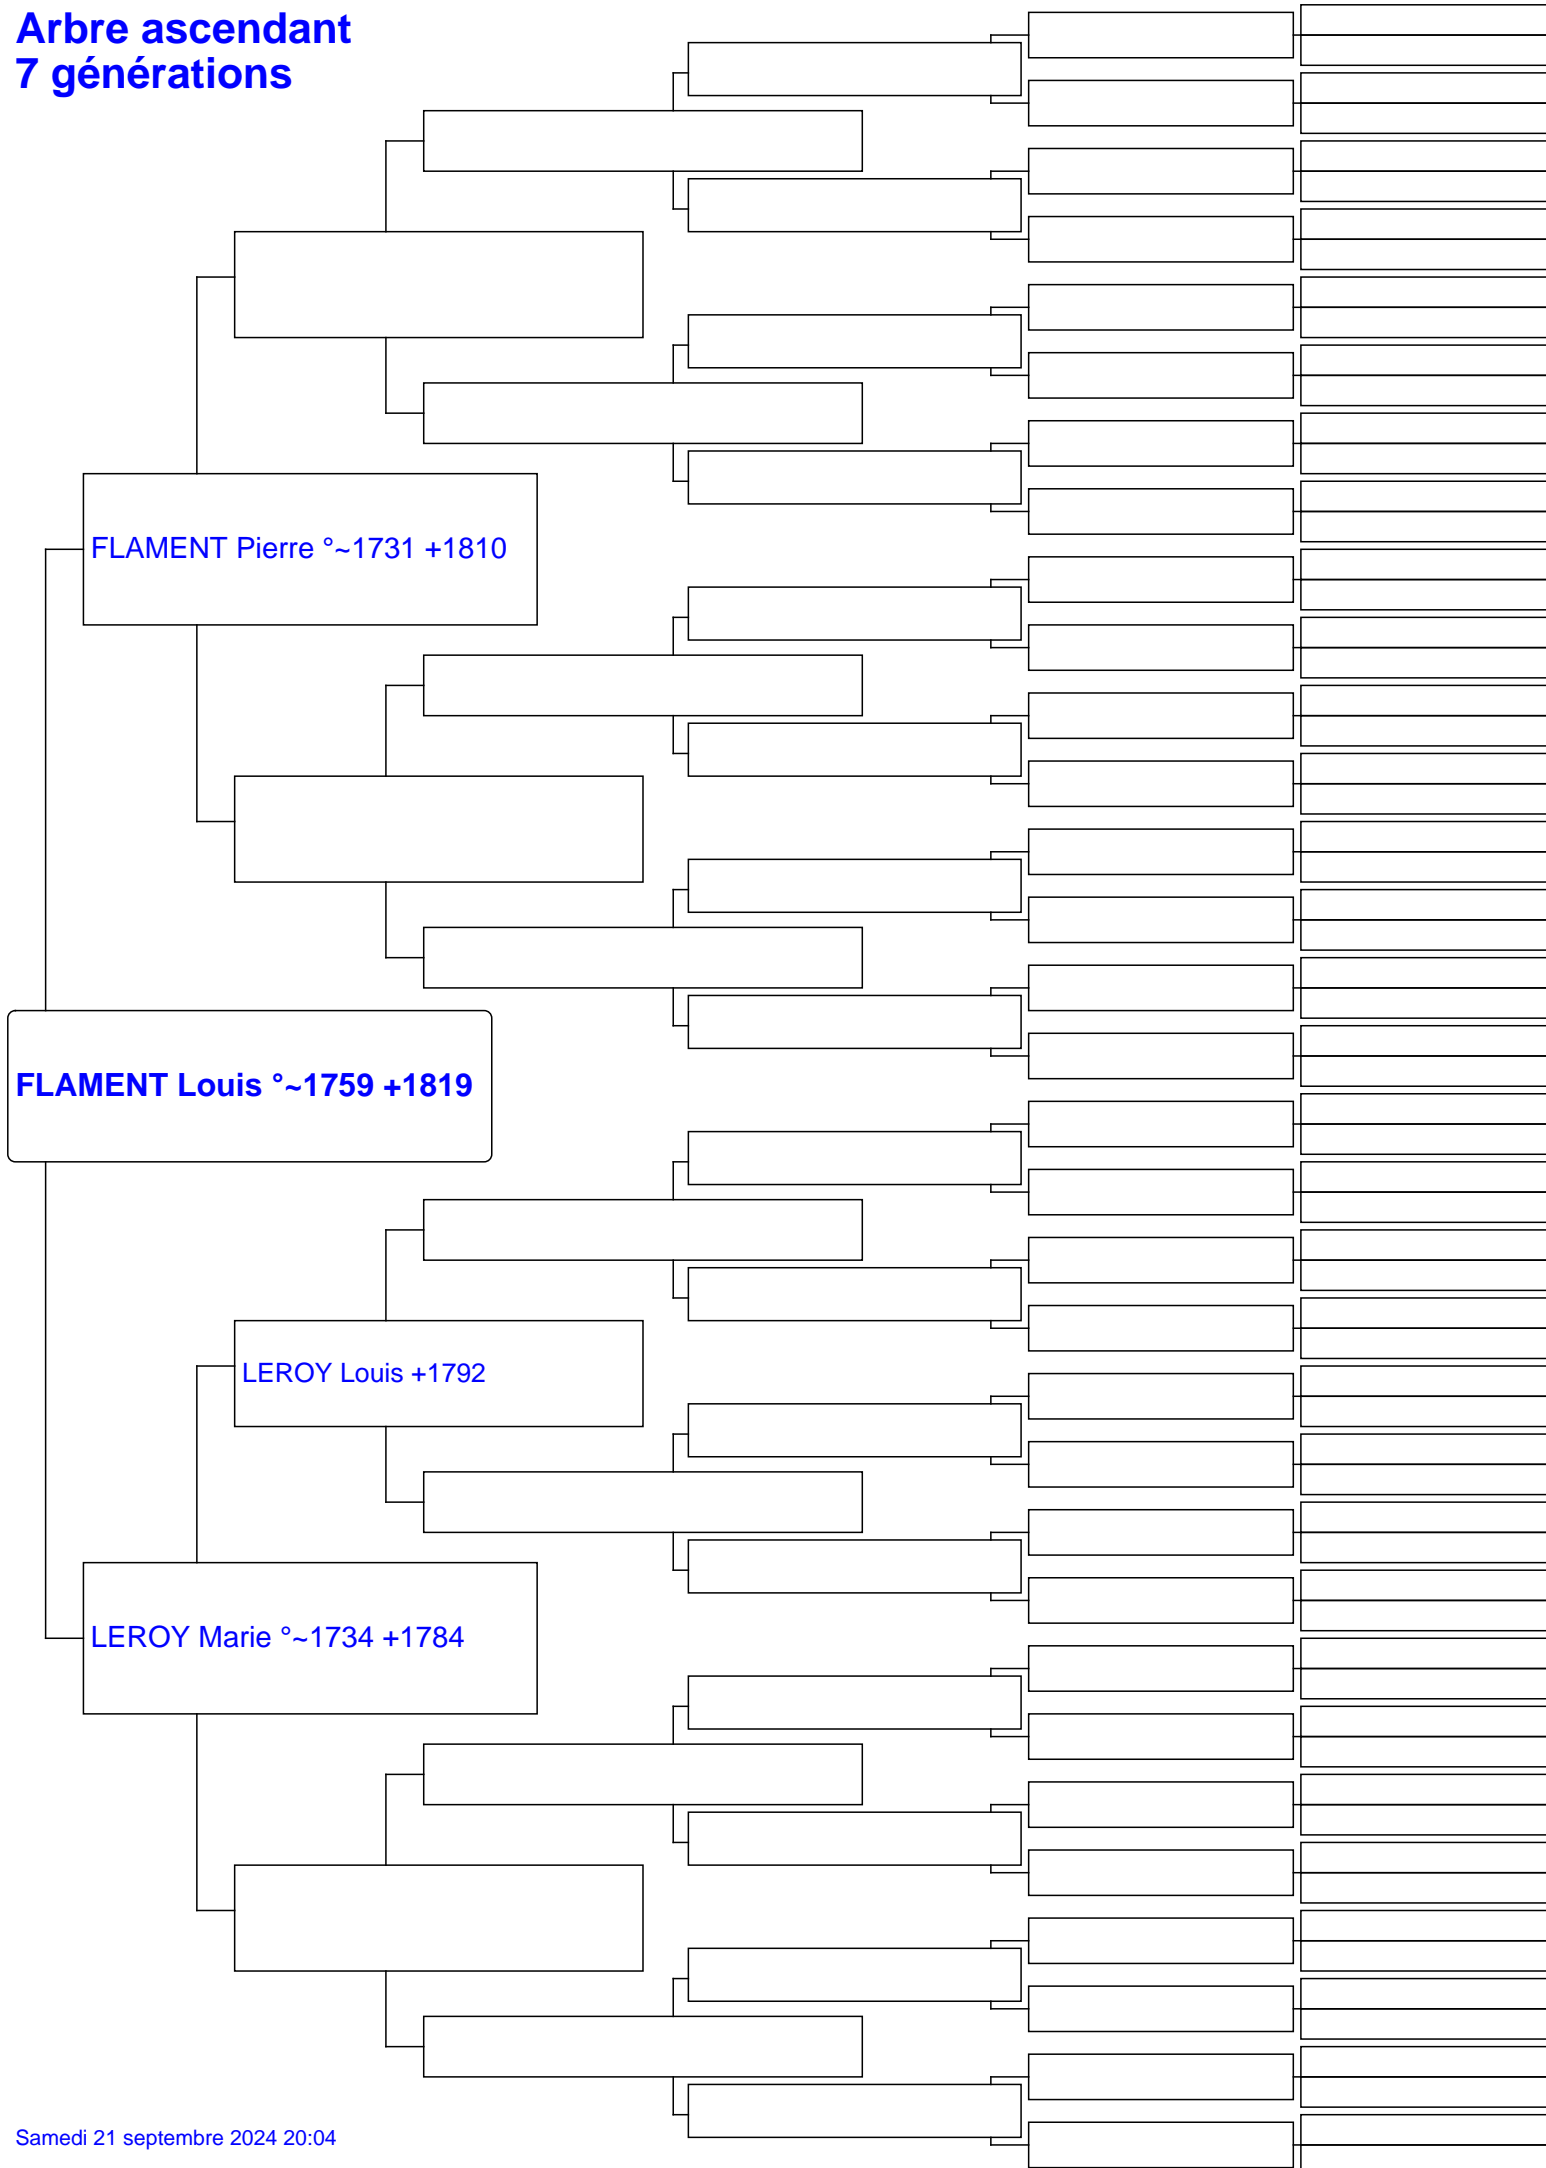 Arbre ascendant
7 générations
FLAMENT Pierre °~1731 +1810
FLAMENT Louis °~1759 +1819
LEROY Louis +1792
LEROY Marie °~1734 +1784
Samedi 21 septembre 2024 20:04